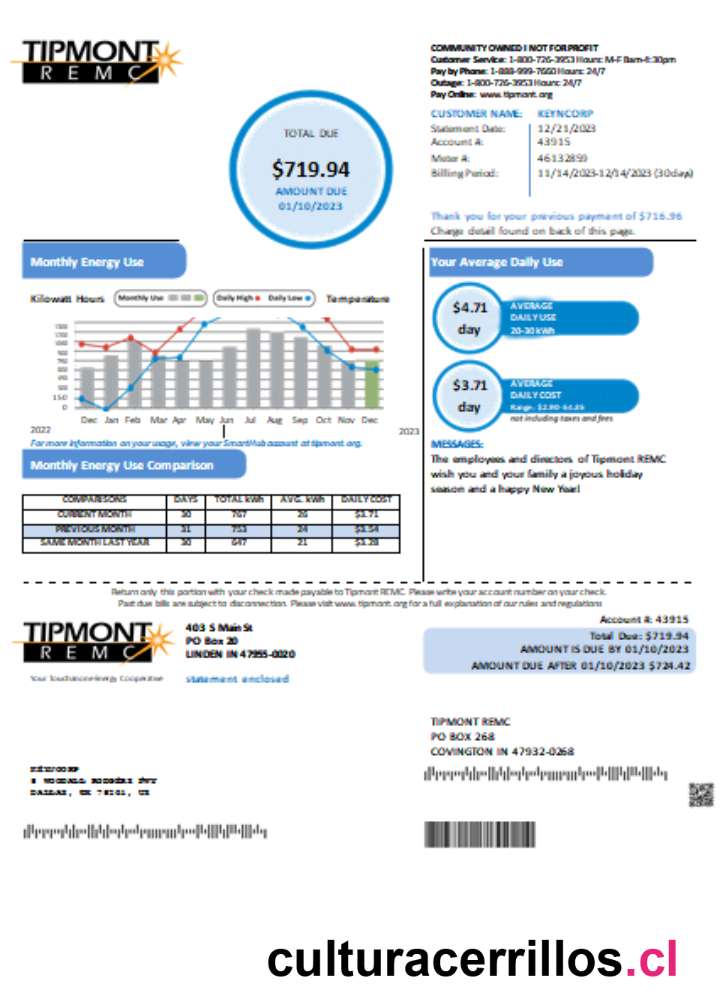 TIPMONT
REMC
COMMUNITY OWNED I NOT FOR PROFIT
Customer Service: 1-800-726-3953 Hours: M-F 8am-4:30pm
Pay by Phone: 1-888-999-7660 Hours: 24/7
Outage: 1-800-726-3953 Hours: 24/7
Pay Online: www.tipmont.org
CUSTOMER NAME: KEYNCORP
Statement Date: 12/21/2023
Account #: 43915
Meter #: 46132859
Billling Period: 11/14/2023-12/14/2023 (30days)
TOTAL DUE
$719.94
AMOUNT DUE
01/10/2023
Thank you for your previous payment of $716.96
Charge detail found on back of this page.
Monthly Energy Use
Kilowatt Hours Monthly Use Daily High Daily Low Temperature
150
0
Dec Jan Feb Mar Apr May Jun Jul Aug Sep Oct Nov Dec
2022 2023
For more information on your usage, view your SmartHub account at tipmont.org.
Your Average Daily Use
$4.71
day
AVERAGE
DAILY USE
20-30 kWh
$3.71
day
AVERAGE
DAILY COST
Range:
not including taxes and fees
MESSAGES:
The employees and directors of Tipmont REMC
wish you and your family a joyous holiday
season and a happy New Year!
Monthly Energy Use Comparison
COMPARISONS DAYS TOTAL kWh AVG. kWh DAILY COST
CURRENT MONTH 30 767 26 $3.71
PREVIOUS MONTH 31 753 24 $3.54
SAME MONTH LAST YEAR 30 647 21 $3.28
Return only this portion with your check made payable to Tipmont REMC. Please write your account number on your check.
Past due bills are subject to disconnection. Please visit www. tipmont. org for a full explanation of our rules and regulations
TIPMONT
REMC
Your Touchstone Energy Cooperative
403 S Main St
PO Box 20
LINDEN IN 47955-0020
statement enclosed
Account #: 43915
Total Due: $719.94
AMOUNT IS DUE BY 01/10/2023
AMOUNT DUE AFTER 01/10/2023 $724.42
TIPMONT REMC
PO BOX 268
COVINGTON IN 47932-0268
KEYNCORP
culturacerrillos.cl